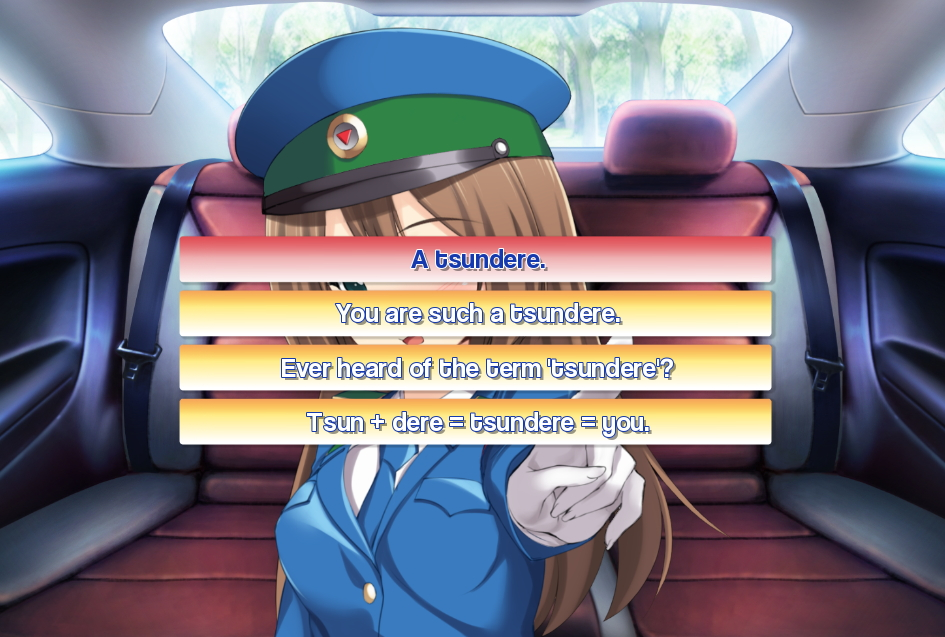 A tsundere.
You are such a tsundere.
Ever heard of the term 'tsundere'?
Tsun + dere = tsundere = you.